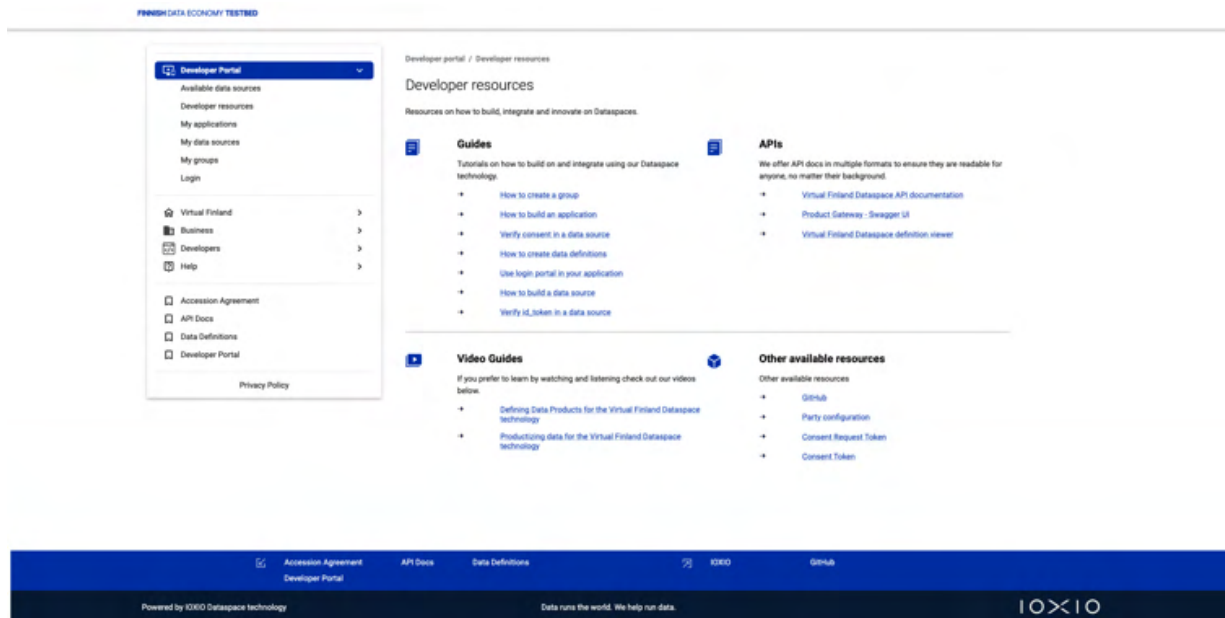 FINNISH DATA ECONOMY TESTBED
Developer Portal
Available data sources
Developer resources
My applications
My data sources
My groups
Login
Virtual Finland
Business
Developers
Help
Accession Agreement
API Docs
Data Definitions
Developer Portal
Privacy Policy
Developer portal / Developer resources
Developer resources
Resources on how to build, integrate and innovate on Dataspaces.
Guides
Tutorials on how to build on and integrate using our Dataspace
technology.
How to create a group
How to build an application
Verify consent in a data source
How to create data definitions
Use login portal in your application
How to build a data source
Verify id_token in a data source
APIs
We offer API docs in multiple formats to ensure they are readable for
anyone, no matter their background.
Virtual Finland Dataspace API documentation
Product Gateway - Swagger UI
Virtual Finland Dataspace definition viewer
Video Guides
If you prefer to learn by watching and listening check out our videos
below.
Defining Data Products for the Virtual Finland Dataspace
technology
Productizing data for the Virtual Finland Dataspace
technology
Other available resources
Other available resources
GitHub
Party configuration
Consent Request Token
Consent Token
Accession Agreement API Docs Data Definitions IOXIO GitHub
Developer Portal
Powered by IOXIO Dataspace technology Data runs the world. We help run data. IOXIO